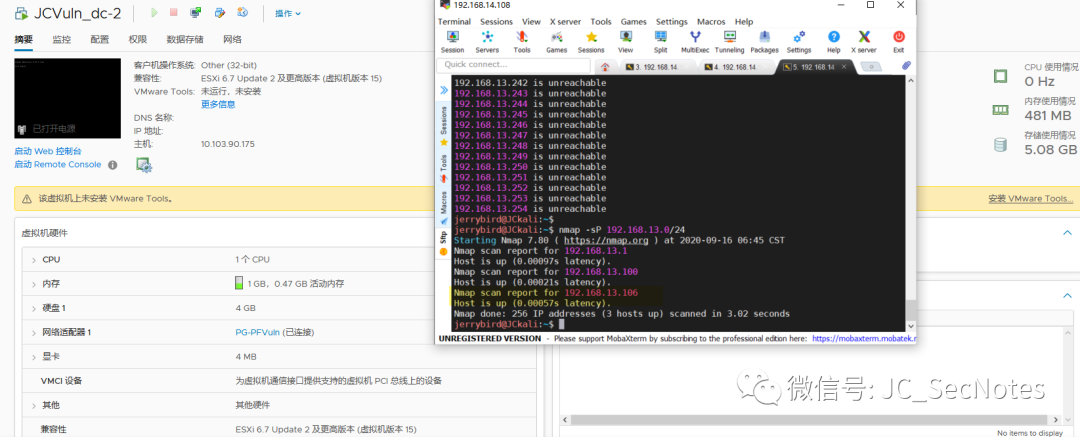 JCVuln_dc-2
操作
摘要 监控 配置 权限 数据存储 网络
已打开电源
客户机操作系统: Other (32-bit)
兼容性: ESXi 6.7 Update 2 及更高版本 (虚拟机版本 15)
VMware Tools: 未运行，未安装
更多信息
DNS 名称:
IP 地址:
主机: 10.103.90.175
启动 Web 控制台
启动 Remote Console
CPU 使用情况
0 Hz
内存使用情况
481 MB
存储使用情况
5.08 GB
该虚拟机上未安装 VMware Tools。
安装 VMware Tools...
虚拟机硬件
CPU 1 个 CPU
内存 1 GB，0.47 GB 活动内存
硬盘 1 4 GB
网络适配器 1 PG-PFVuln (已连接)
显卡 4 MB
VMCI 设备 为虚拟机通信接口提供支持的虚拟机 PCI 总线上的设备
其他 其他硬件
兼容性 ESXi 6.7 Update 2 及更高版本 (虚拟机版本 15)
192.168.14.108
Terminal Sessions View X server Tools Games Settings Macros Help
Session Servers Tools Games Sessions View Split MultiExec Tunneling Packages Settings Help X server Exit
Quick connect...
3. 192.168.14 4. 192.168.14 5. 192.168.14
Sessions
Tools
Macros
Sftp
192.168.13.242 is unreachable
192.168.13.243 is unreachable
192.168.13.244 is unreachable
192.168.13.245 is unreachable
192.168.13.246 is unreachable
192.168.13.247 is unreachable
192.168.13.248 is unreachable
192.168.13.249 is unreachable
192.168.13.250 is unreachable
192.168.13.251 is unreachable
192.168.13.252 is unreachable
192.168.13.253 is unreachable
192.168.13.254 is unreachable
jerrybird@JCkali:~$
jerrybird@JCkali:~$ nmap -sP 192.168.13.0/24
Starting Nmap 7.80 ( https://nmap.org ) at 2020-09-16 06:45 CST
Nmap scan report for 192.168.13.1
Host is up (0.00097s latency).
Nmap scan report for 192.168.13.100
Host is up (0.00021s latency).
Nmap scan report for 192.168.13.106
Host is up (0.00057s latency).
Nmap done: 256 IP addresses (3 hosts up) scanned in 3.02 seconds
jerrybird@JCkali:~$
UNREGISTERED VERSION - Please support MobaXterm by subscribing to the professional edition here: https://mobaxterm.mobatek.r
微信号: JC_SecNotes
No items to display